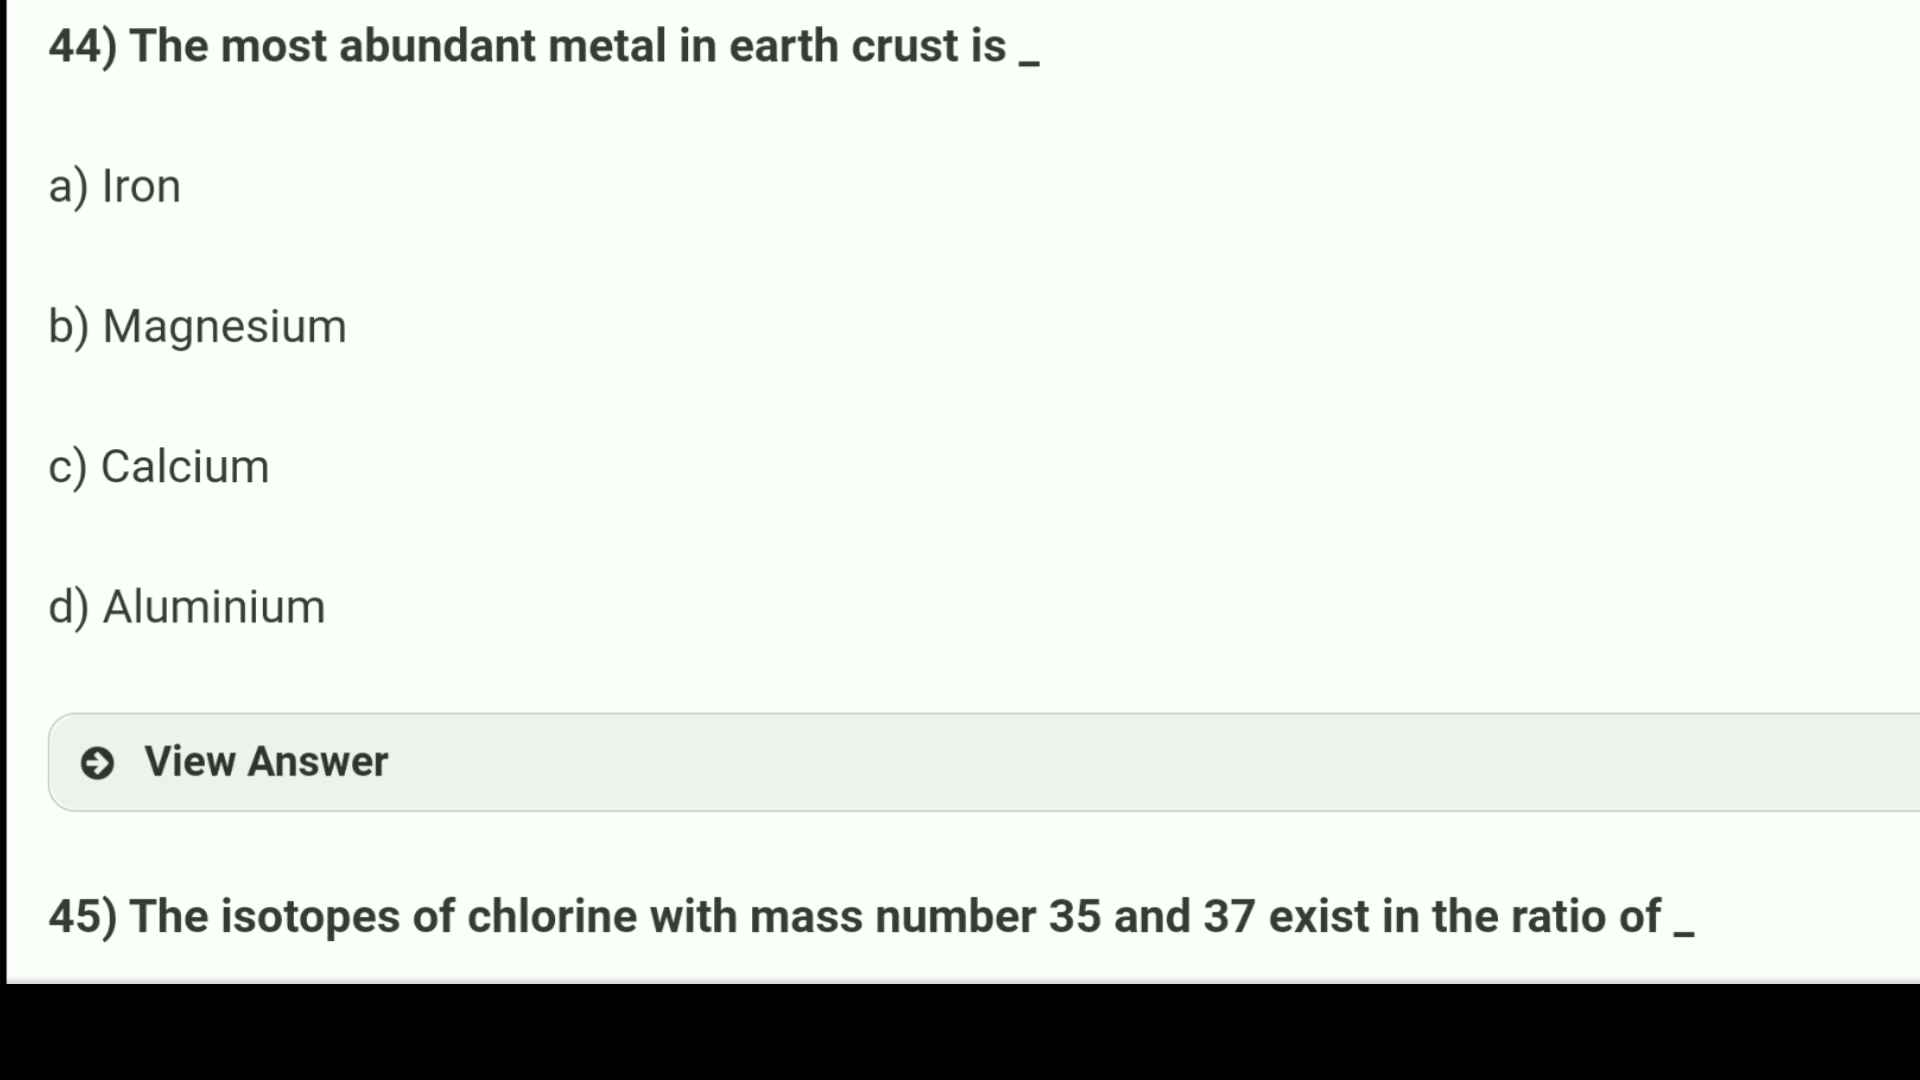 44) The most abundant metal in earth crust is _
a) Iron
b) Magnesium
c) Calcium
d) Aluminium
View Answer
45) The isotopes of chlorine with mass number 35 and 37 exist in the ratio of _